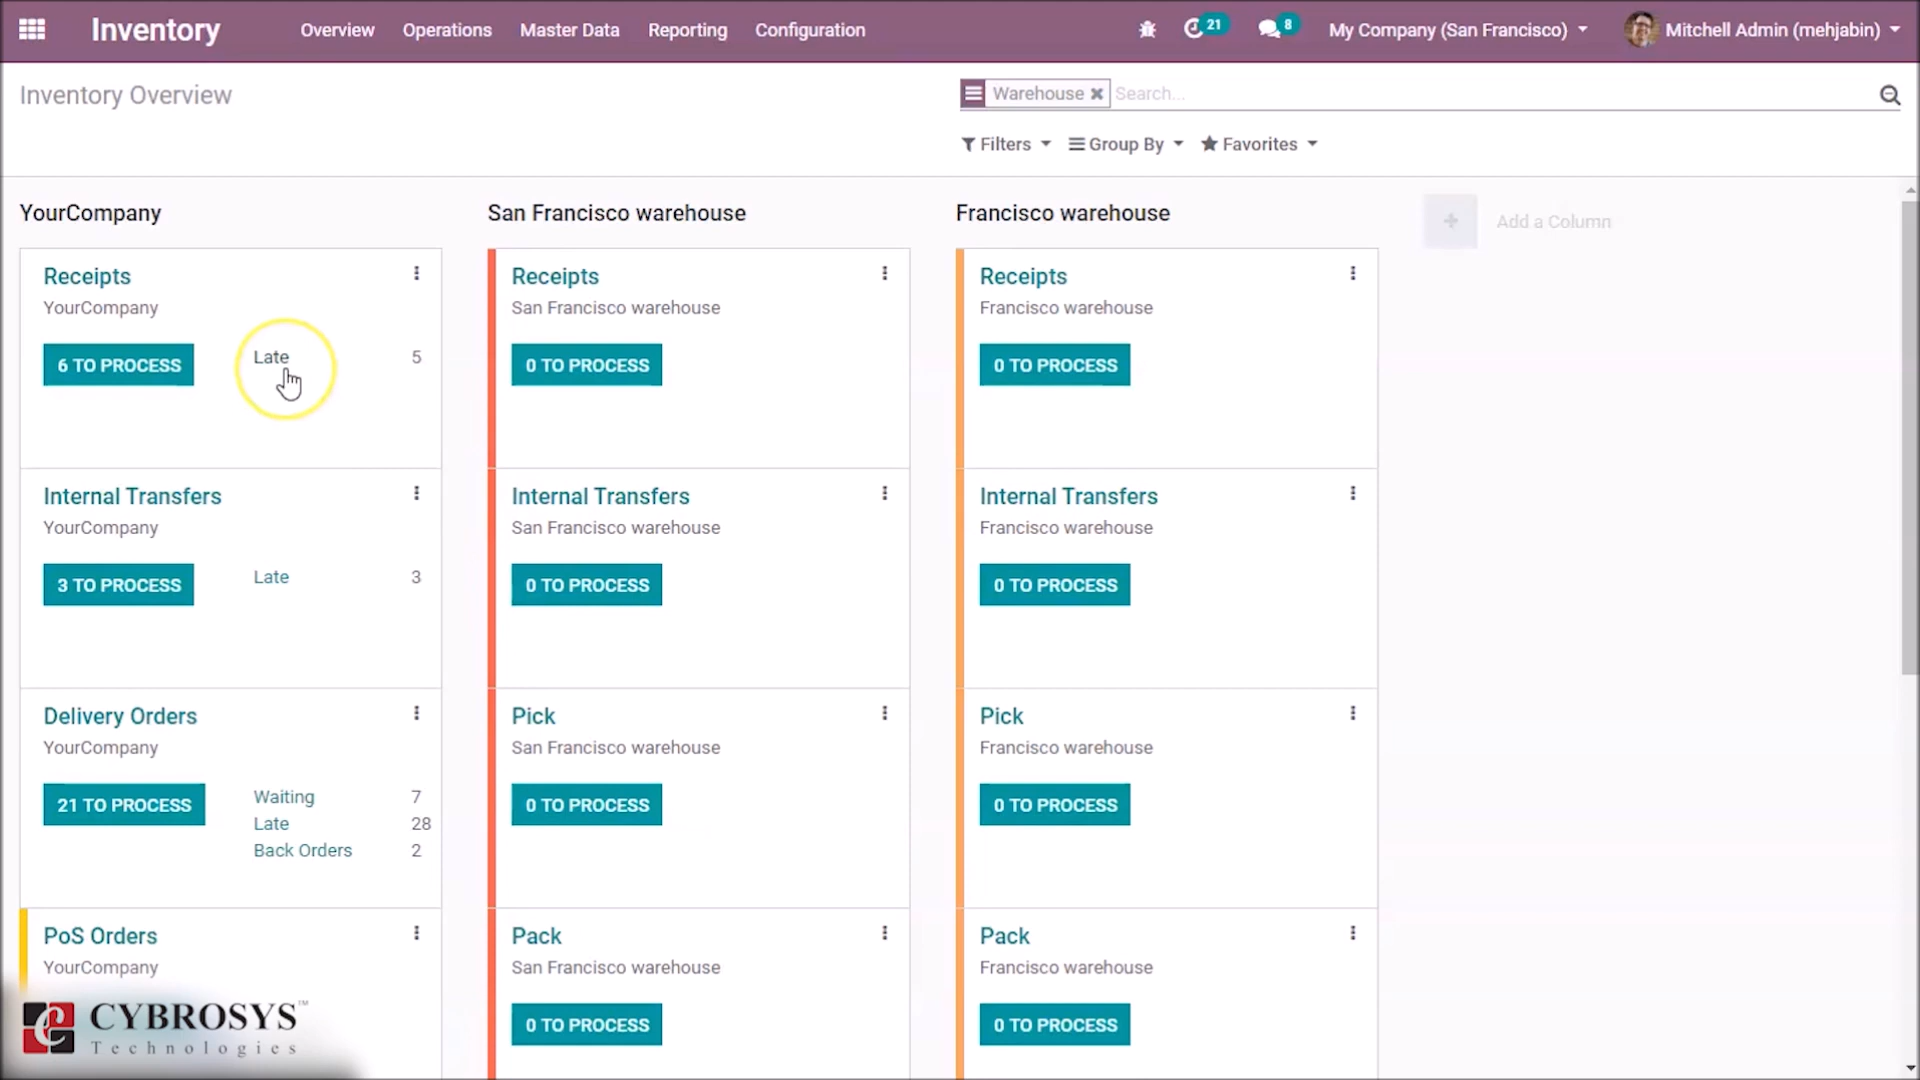 Inventory
Overview Operations Master Data Reporting Configuration
21
8
My Company (San Francisco)
Mitchell Admin (mehjabin)
Inventory Overview
Warehouse
Search...
Filters Group By Favorites
YourCompany
Receipts
YourCompany
6 TO PROCESS
Late 5
Internal Transfers
YourCompany
3 TO PROCESS
Late 3
Delivery Orders
YourCompany
21 TO PROCESS
Waiting 7
Late 28
Back Orders 2
PoS Orders
YourCompany
San Francisco warehouse
Receipts
San Francisco warehouse
0 TO PROCESS
Internal Transfers
San Francisco warehouse
0 TO PROCESS
Pick
San Francisco warehouse
0 TO PROCESS
Pack
San Francisco warehouse
0 TO PROCESS
Francisco warehouse
Receipts
Francisco warehouse
0 TO PROCESS
Internal Transfers
Francisco warehouse
0 TO PROCESS
Pick
Francisco warehouse
0 TO PROCESS
Pack
Francisco warehouse
0 TO PROCESS
Add a Column
CYBROSYS™
Technologies